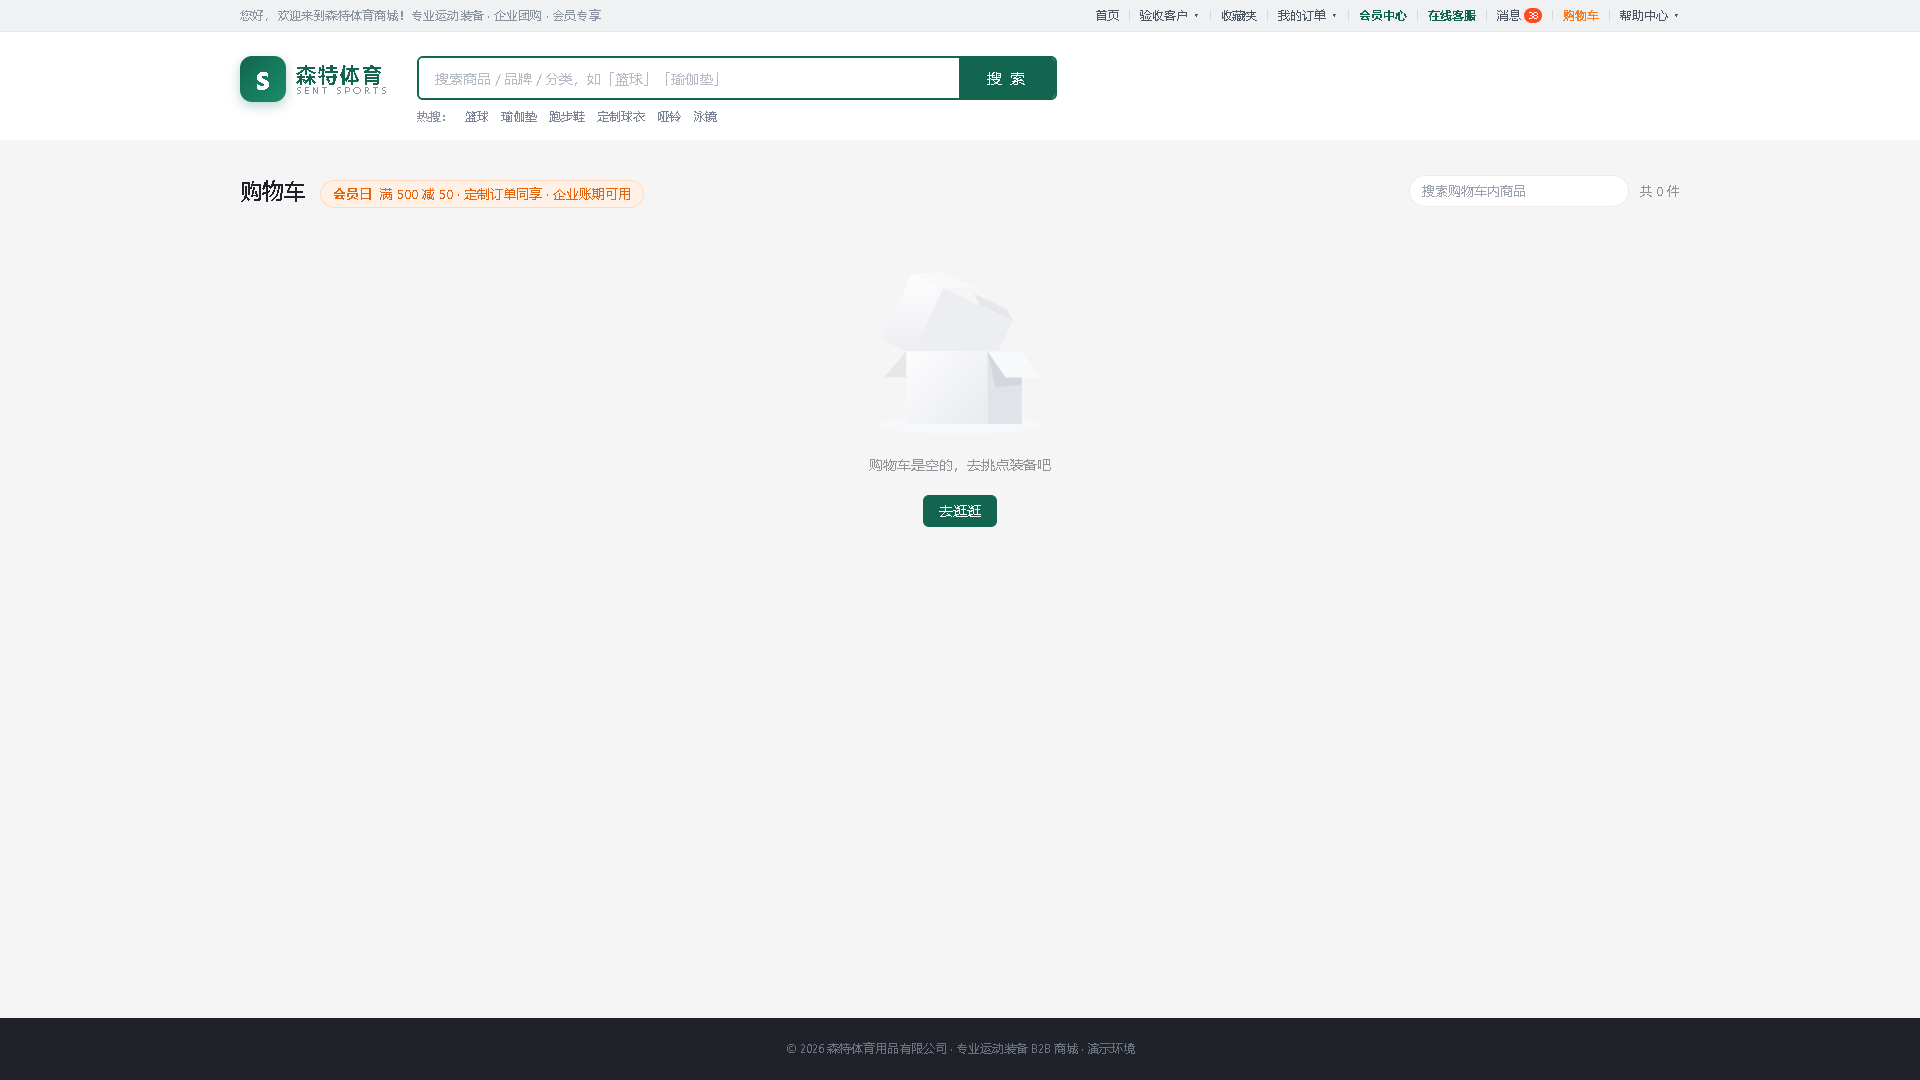 您好，欢迎来到森特体育商城！专业运动装备 · 企业团购 · 会员专享
首页 验收客户 收藏夹 我的订单 会员中心 在线客服 消息 38 购物车 帮助中心
S 森特体育
SENT SPORTS
搜索商品 / 品牌 / 分类，如「篮球」「瑜伽垫」
搜 索
热搜： 篮球 瑜伽垫 跑步鞋 定制球衣 哑铃 泳镜
购物车 会员日 满 500 减 50 · 定制订单同享 · 企业账期可用
搜索购物车内商品 共 0 件
购物车是空的，去挑点装备吧
去逛逛
© 2026 森特体育用品有限公司 · 专业运动装备 B2B 商城 · 演示环境